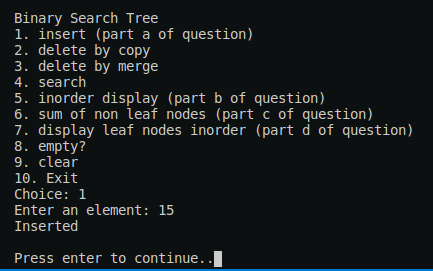 Binary Search Tree
1. insert (part a of question)
2. delete by copy
3. delete by merge
4. search
5. inorder display (part b of question)
6. sum of non leaf nodes (part c of question)
7. display leaf nodes inorder (part d of question)
8. empty?
9. clear
10. Exit
Choice: 1
Enter an element: 15
Inserted
Press enter to continue..